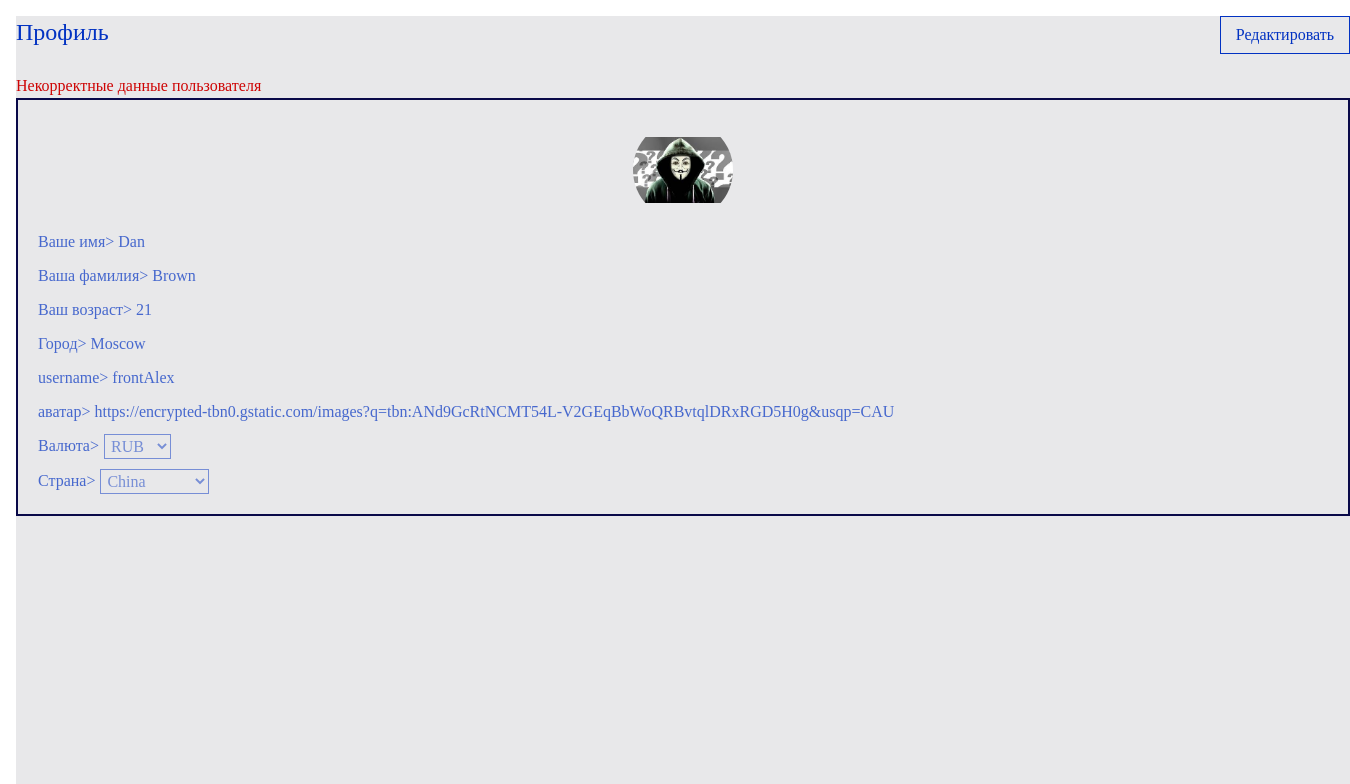 Профиль
Редактировать
Некорректные данные пользователя
Ваше имя> Dan
Ваша фамилия> Brown
Ваш возраст> 21
Город> Moscow
username> frontAlex
аватар> https://encrypted-tbn0.gstatic.com/images?q=tbn:ANd9GcRtNCMT54L-V2GEqBbWoQRBvtqlDRxRGD5H0g&usqp=CAU
Валюта> RUB
Страна> China